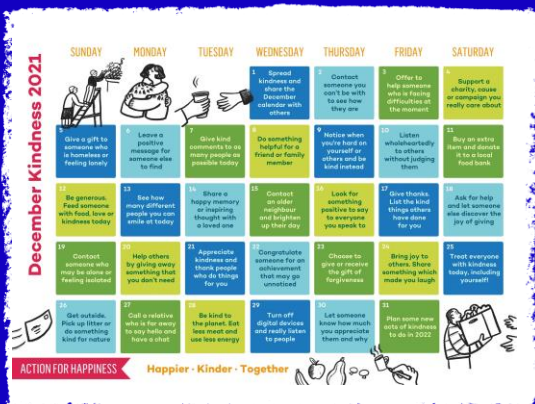 December Kindness 2021
SUNDAY MONDAY TUESDAY WEDNESDAY THURSDAY FRIDAY SATURDAY
1 Spread
kindness and
share the
December
calendar with
others
2 Contact
someone you
can't be with
to see how
they are
3 Offer to
help someone
who is facing
difficulties at
the moment
4 Support a
charity, cause
or campaign you
really care about
5 Give a gift to
someone who
is homeless or
feeling lonely
6 Leave a
positive
message for
someone else
to find
7 Give kind
comments to as
many people as
possible today
8 Do something
helpful for a
friend or family
member
9 Notice when
you're hard on
yourself or
others and be
kind instead
10 Listen
wholeheartedly
to others
without judging
them
11 Buy an extra
item and donate
it to a local
food bank
12 Be generous.
Feed someone
with food, love or
kindness today
13 See how
many different
people you can
smile at today
14 Share a
happy memory
or inspiring
thought with
a loved one
15 Contact
an older
neighbour
and brighten
up their day
16 Look for
something
positive to say
to everyone
you speak to
17 Give thanks.
List the kind
things others
have done
for you
18 Ask for help
and let someone
else discover the
joy of giving
19 Contact
someone who
may be alone or
feeling isolated
20 Help others
by giving away
something that
you don't need
21 Appreciate
kindness and
thank people
who do things
for you
22 Congratulate
someone for an
achievement
that may go
unnoticed
23 Choose to
give or receive
the gift of
forgiveness
24 Bring joy to
others. Share
something which
made you laugh
25 Treat everyone
with kindness
today, including
yourself!
26 Get outside.
Pick up litter or
do something
kind for nature
27 Call a relative
who is far away
to say hello and
have a chat
28 Be kind to
the planet. Eat
less meat and
use less energy
29 Turn off
digital devices
and really listen
to people
30 Let someone
know how much
you appreciate
them and why
31 Plan some new
acts of kindness
to do in 2022
ACTION FOR HAPPINESS
Happier · Kinder · Together